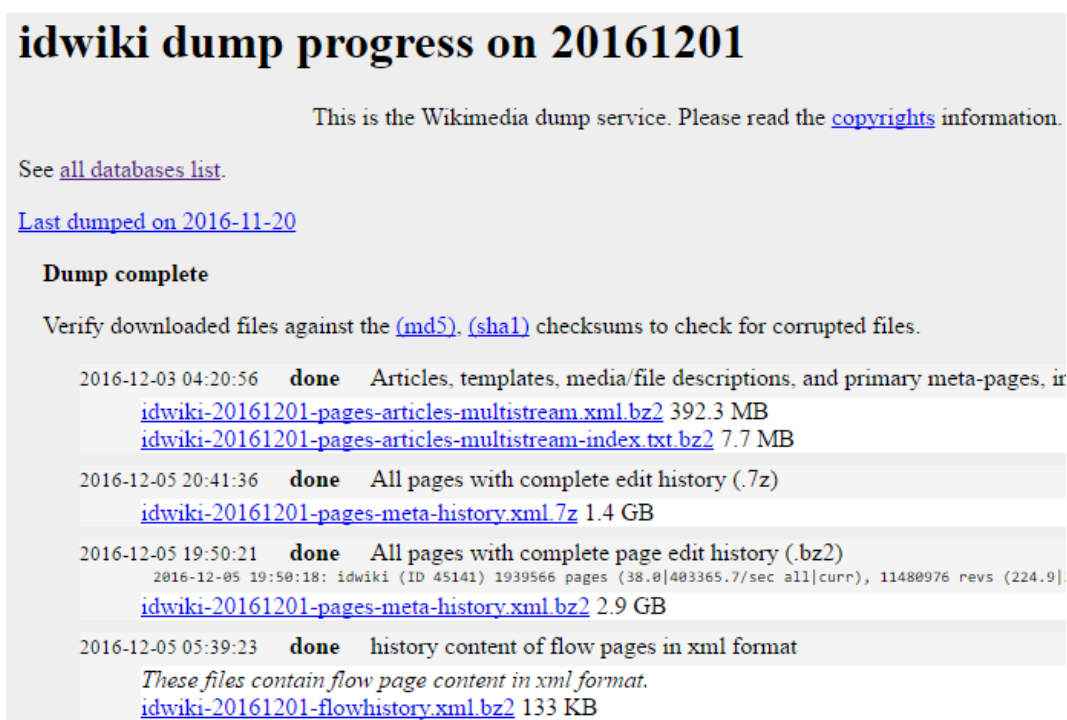 idwiki dump progress on 20161201
This is the Wikimedia dump service. Please read the copyrights information.
See all databases list.
Last dumped on 2016-11-20
Dump complete
Verify downloaded files against the (md5), (sha1) checksums to check for corrupted files.
2016-12-03 04:20:56 done Articles, templates, media/file descriptions, and primary meta-pages, in
idwiki-20161201-pages-articles-multistream.xml.bz2 392.3 MB
idwiki-20161201-pages-articles-multistream-index.txt.bz2 7.7 MB
2016-12-05 20:41:36 done All pages with complete edit history (.7z)
idwiki-20161201-pages-meta-history.xml.7z 1.4 GB
2016-12-05 19:50:21 done All pages with complete page edit history (.bz2)
2016-12-05 19:50:18: idwiki (ID 45141) 1939566 pages (38.0|403365.7/sec all|curr), 11480976 revs (224.9|
idwiki-20161201-pages-meta-history.xml.bz2 2.9 GB
2016-12-05 05:39:23 done history content of flow pages in xml format
These files contain flow page content in xml format.
idwiki-20161201-flowhistory.xml.bz2 133 KB